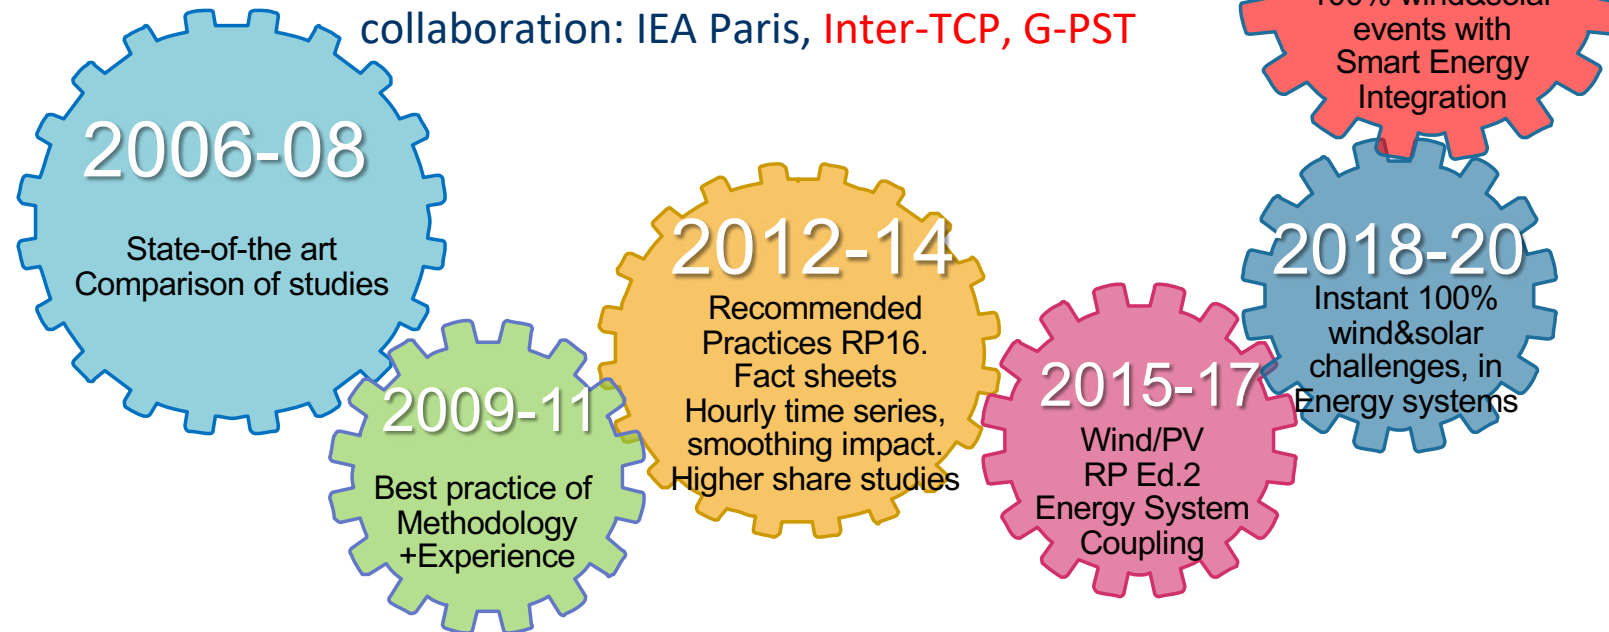 collaboration: IEA Paris, Inter-TCP, G-PST
2006-08
State-of-the art
Comparison of studies
2009-11
Best practice of
Methodology
+Experience
2012-14
Recommended
Practices RP16.
Fact sheets
Hourly time series,
smoothing impact.
Higher share studies
2015-17
Wind/PV
RP Ed.2
Energy System
Coupling
2018-20
Instant 100%
wind&solar
challenges, in
Energy systems
100% wind&solar
events with
Smart Energy
Integration